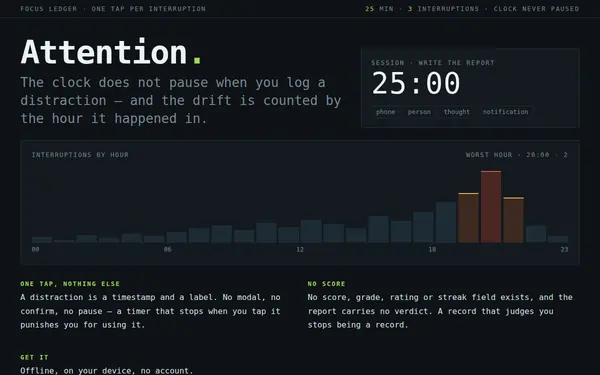 FOCUS LEDGER · ONE TAP PER INTERRUPTION
25 MIN · 3 INTERRUPTIONS · CLOCK NEVER PAUSED
Attention.
The clock does not pause when you log a
distraction — and the drift is counted by
the hour it happened in.
SESSION · WRITE THE REPORT
25:00
phone person thought notification
INTERRUPTIONS BY HOUR
WORST HOUR · 20:00 · 2
00 06 12 18 23
ONE TAP, NOTHING ELSE
A distraction is a timestamp and a label. No modal, no
confirm, no pause — a timer that stops when you tap it
punishes you for using it.
NO SCORE
No score, grade, rating or streak field exists, and the
report carries no verdict. A record that judges you
stops being a record.
GET IT
Offline, on your device, no account.